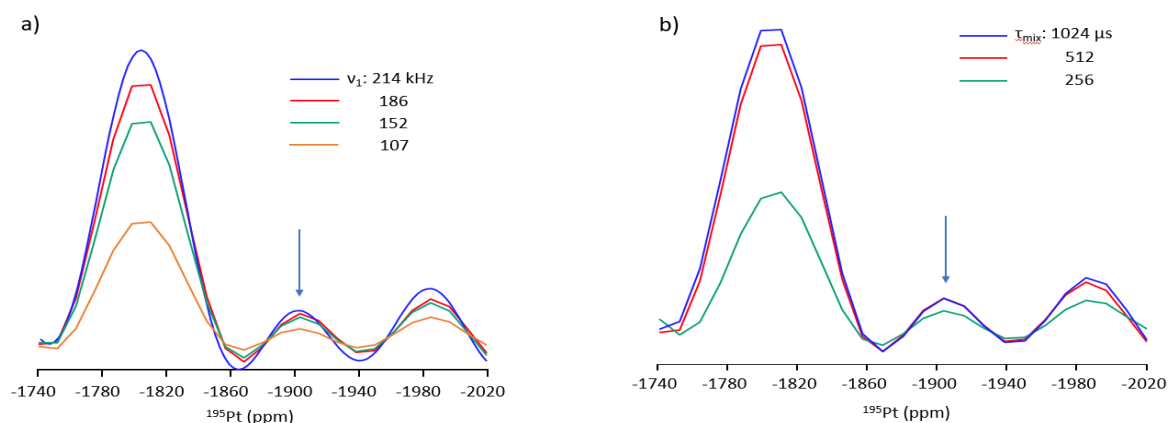 a)
ν₁: 214 kHz
186
152
107
-1740 -1780 -1820 -1860 -1900 -1940 -1980 -2020
¹⁹⁵Pt (ppm)
b)
τmix: 1024 µs
512
256
-1740 -1780 -1820 -1860 -1900 -1940 -1980 -2020
¹⁹⁵Pt (ppm)